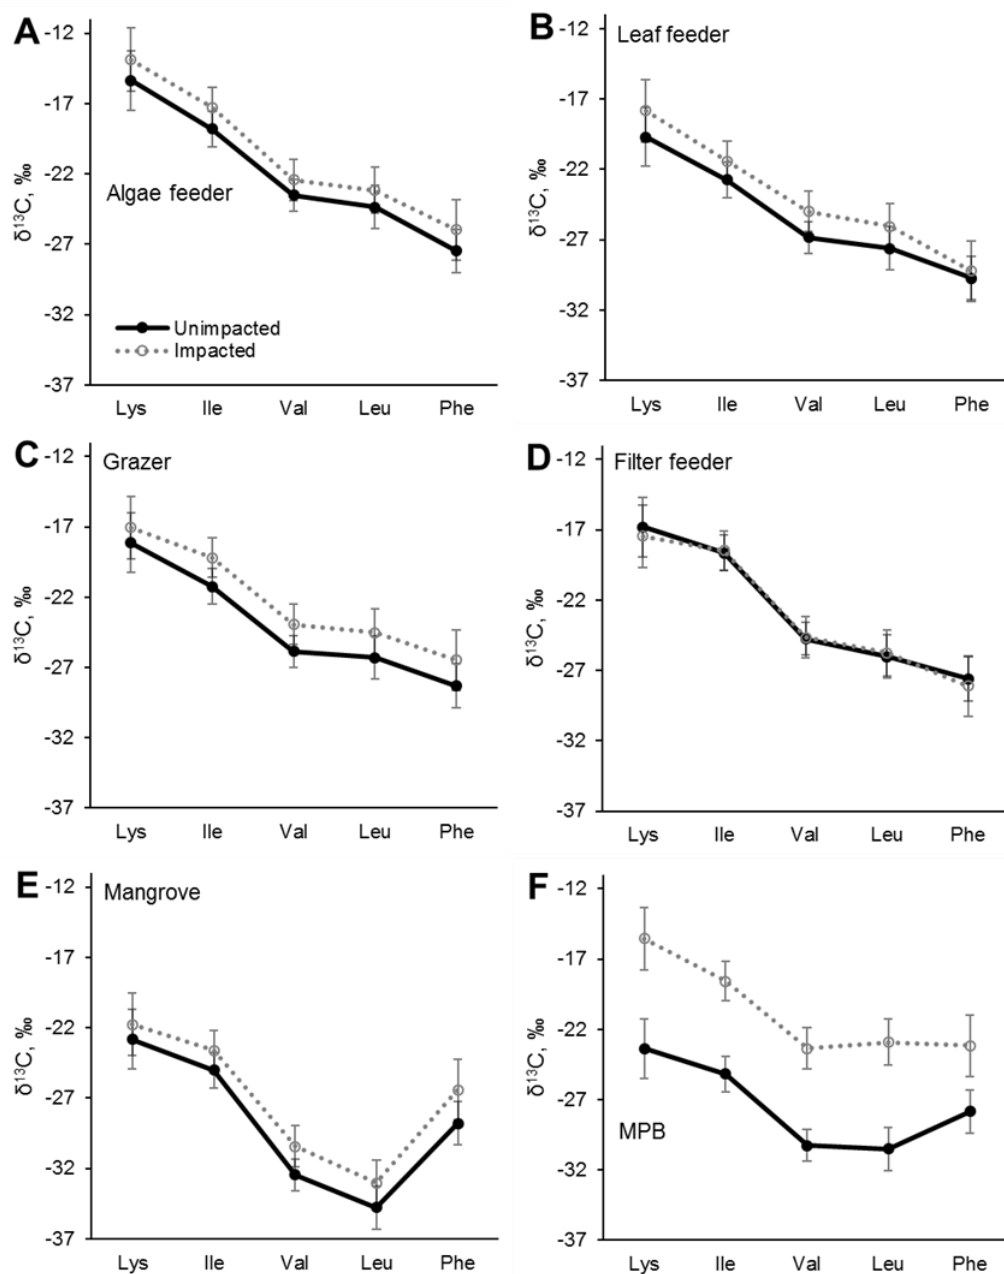 A
Algae feeder
δ¹³C, ‰
-12
-17
-22
-27
-32
-37
Unimpacted
Impacted
Lys Ile Val Leu Phe
B
Leaf feeder
δ¹³C, ‰
-12
-17
-22
-27
-32
-37
Lys Ile Val Leu Phe
C
Grazer
δ¹³C, ‰
-12
-17
-22
-27
-32
-37
Lys Ile Val Leu Phe
D
Filter feeder
δ¹³C, ‰
-12
-17
-22
-27
-32
-37
Lys Ile Val Leu Phe
E
Mangrove
δ¹³C, ‰
-12
-17
-22
-27
-32
-37
Lys Ile Val Leu Phe
F
MPB
δ¹³C, ‰
-12
-17
-22
-27
-32
-37
Lys Ile Val Leu Phe